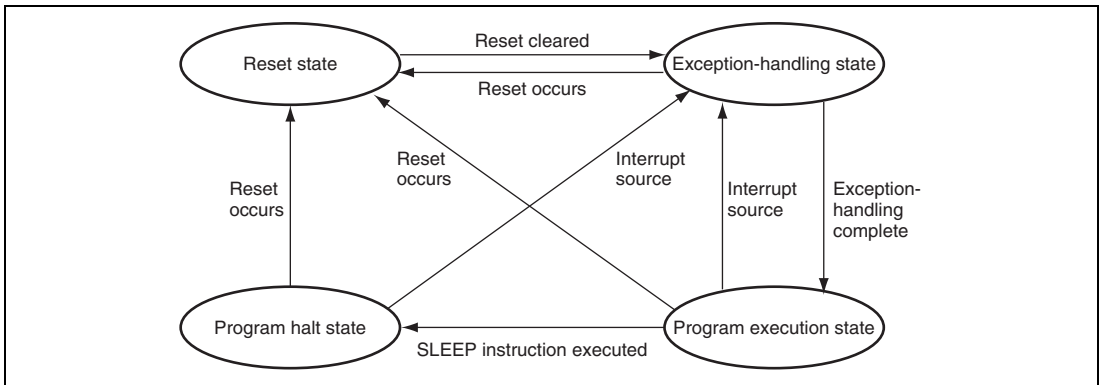 Reset cleared
Reset state
Exception-handling state
Reset occurs
Reset
occurs
Interrupt
source
Reset
occurs
Interrupt
source
Exception-
handling
complete
Program halt state
Program execution state
SLEEP instruction executed